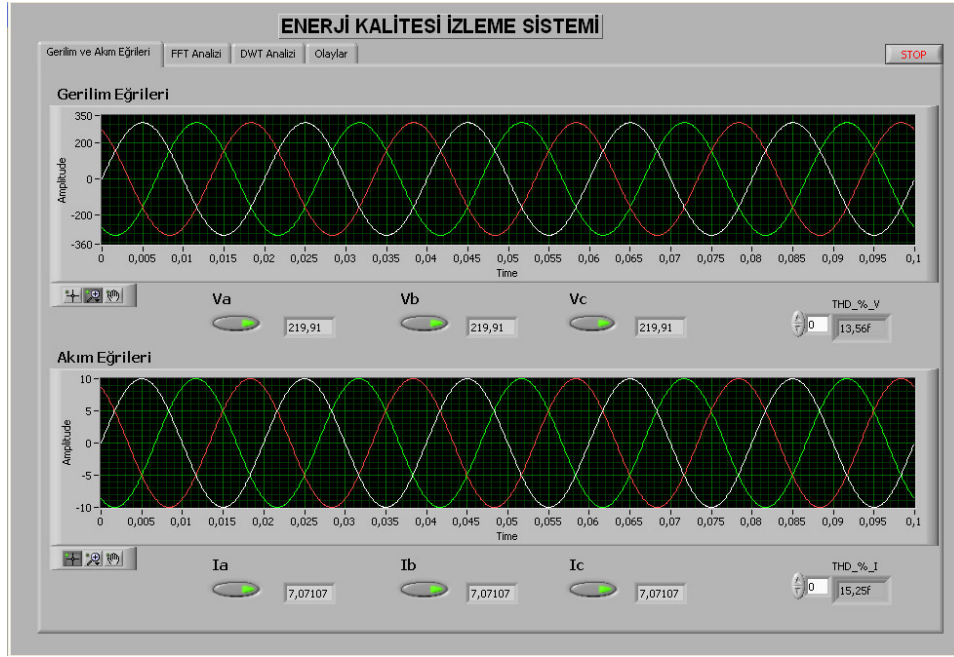 ENERJİ KALİTESİ İZLEME SİSTEMİ
Gerilim ve Akım Eğrileri FFT Analizi DWT Analizi Olaylar STOP
Gerilim Eğrileri
350
200
0
-200
-360
Amplitude
0 0,005 0,01 0,015 0,02 0,025 0,03 0,035 0,04 0,045 0,05 0,055 0,06 0,065 0,07 0,075 0,08 0,085 0,09 0,095 0,1
Time
Va Vb Vc THD_%_V
219,91 219,91 219,91 0 13,56f
Akım Eğrileri
10
5
0
-5
-10
Amplitude
0 0,005 0,01 0,015 0,02 0,025 0,03 0,035 0,04 0,045 0,05 0,055 0,06 0,065 0,07 0,075 0,08 0,085 0,09 0,095 0,1
Time
Ia Ib Ic THD_%_I
7,07107 7,07107 7,07107 0 15,25f